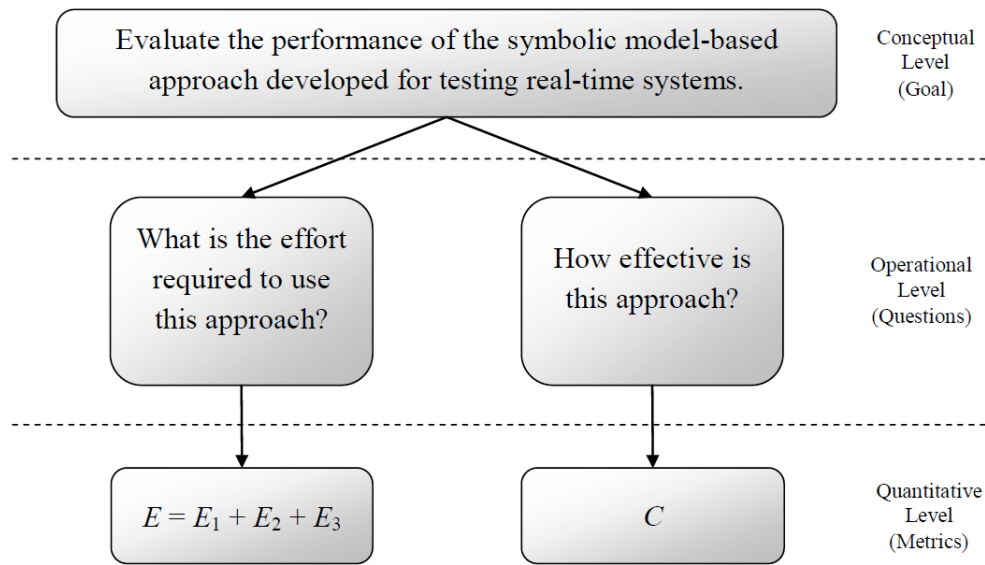 Evaluate the performance of the symbolic model-based
approach developed for testing real-time systems.
Conceptual
Level
(Goal)
What is the effort
required to use
this approach?
How effective is
this approach?
Operational
Level
(Questions)
E = E₁ + E₂ + E₃
C
Quantitative
Level
(Metrics)